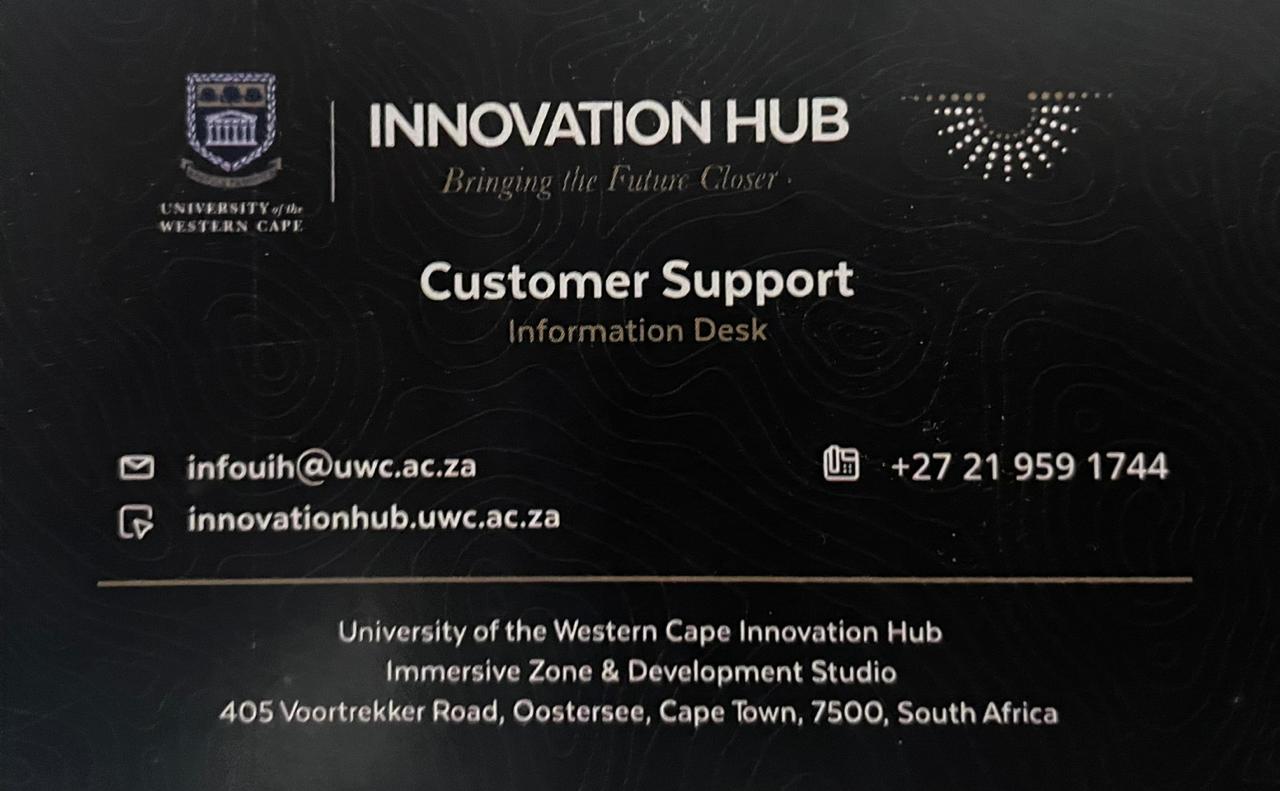 INNOVATION HUB
Bringing the Future Closer
UNIVERSITY of the
WESTERN CAPE
Customer Support
Information Desk
infouih@uwc.ac.za
+27 21 959 1744
innovationhub.uwc.ac.za
University of the Western Cape Innovation Hub
Immersive Zone & Development Studio
405 Voortrekker Road, Oostersee, Cape Town, 7500, South Africa